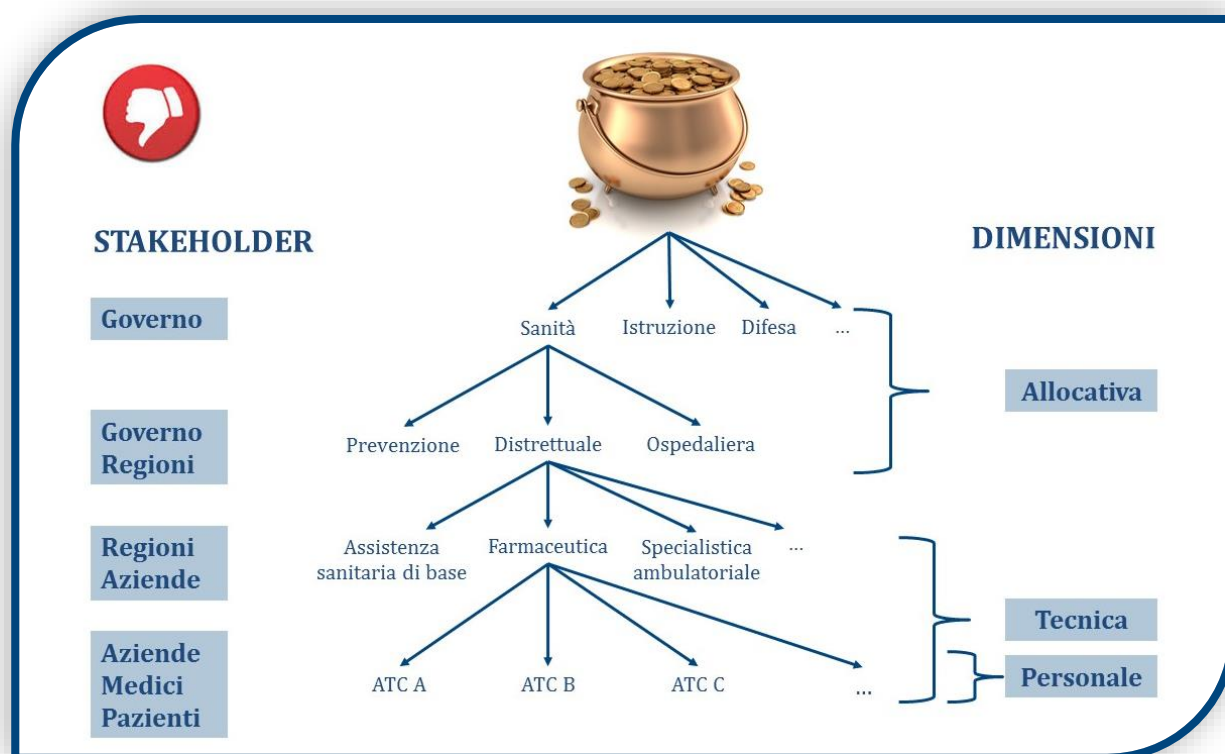 STAKEHOLDER
DIMENSIONI
Governo
Sanità
Istruzione
Difesa
...
Allocativa
Governo
Regioni
Prevenzione
Distrettuale
Ospedaliera
Regioni
Aziende
Assistenza
sanitaria di base
Farmaceutica
Specialistica
ambulatoriale
...
Tecnica
Aziende
Medici
Pazienti
ATC A
ATC B
ATC C
...
Personale